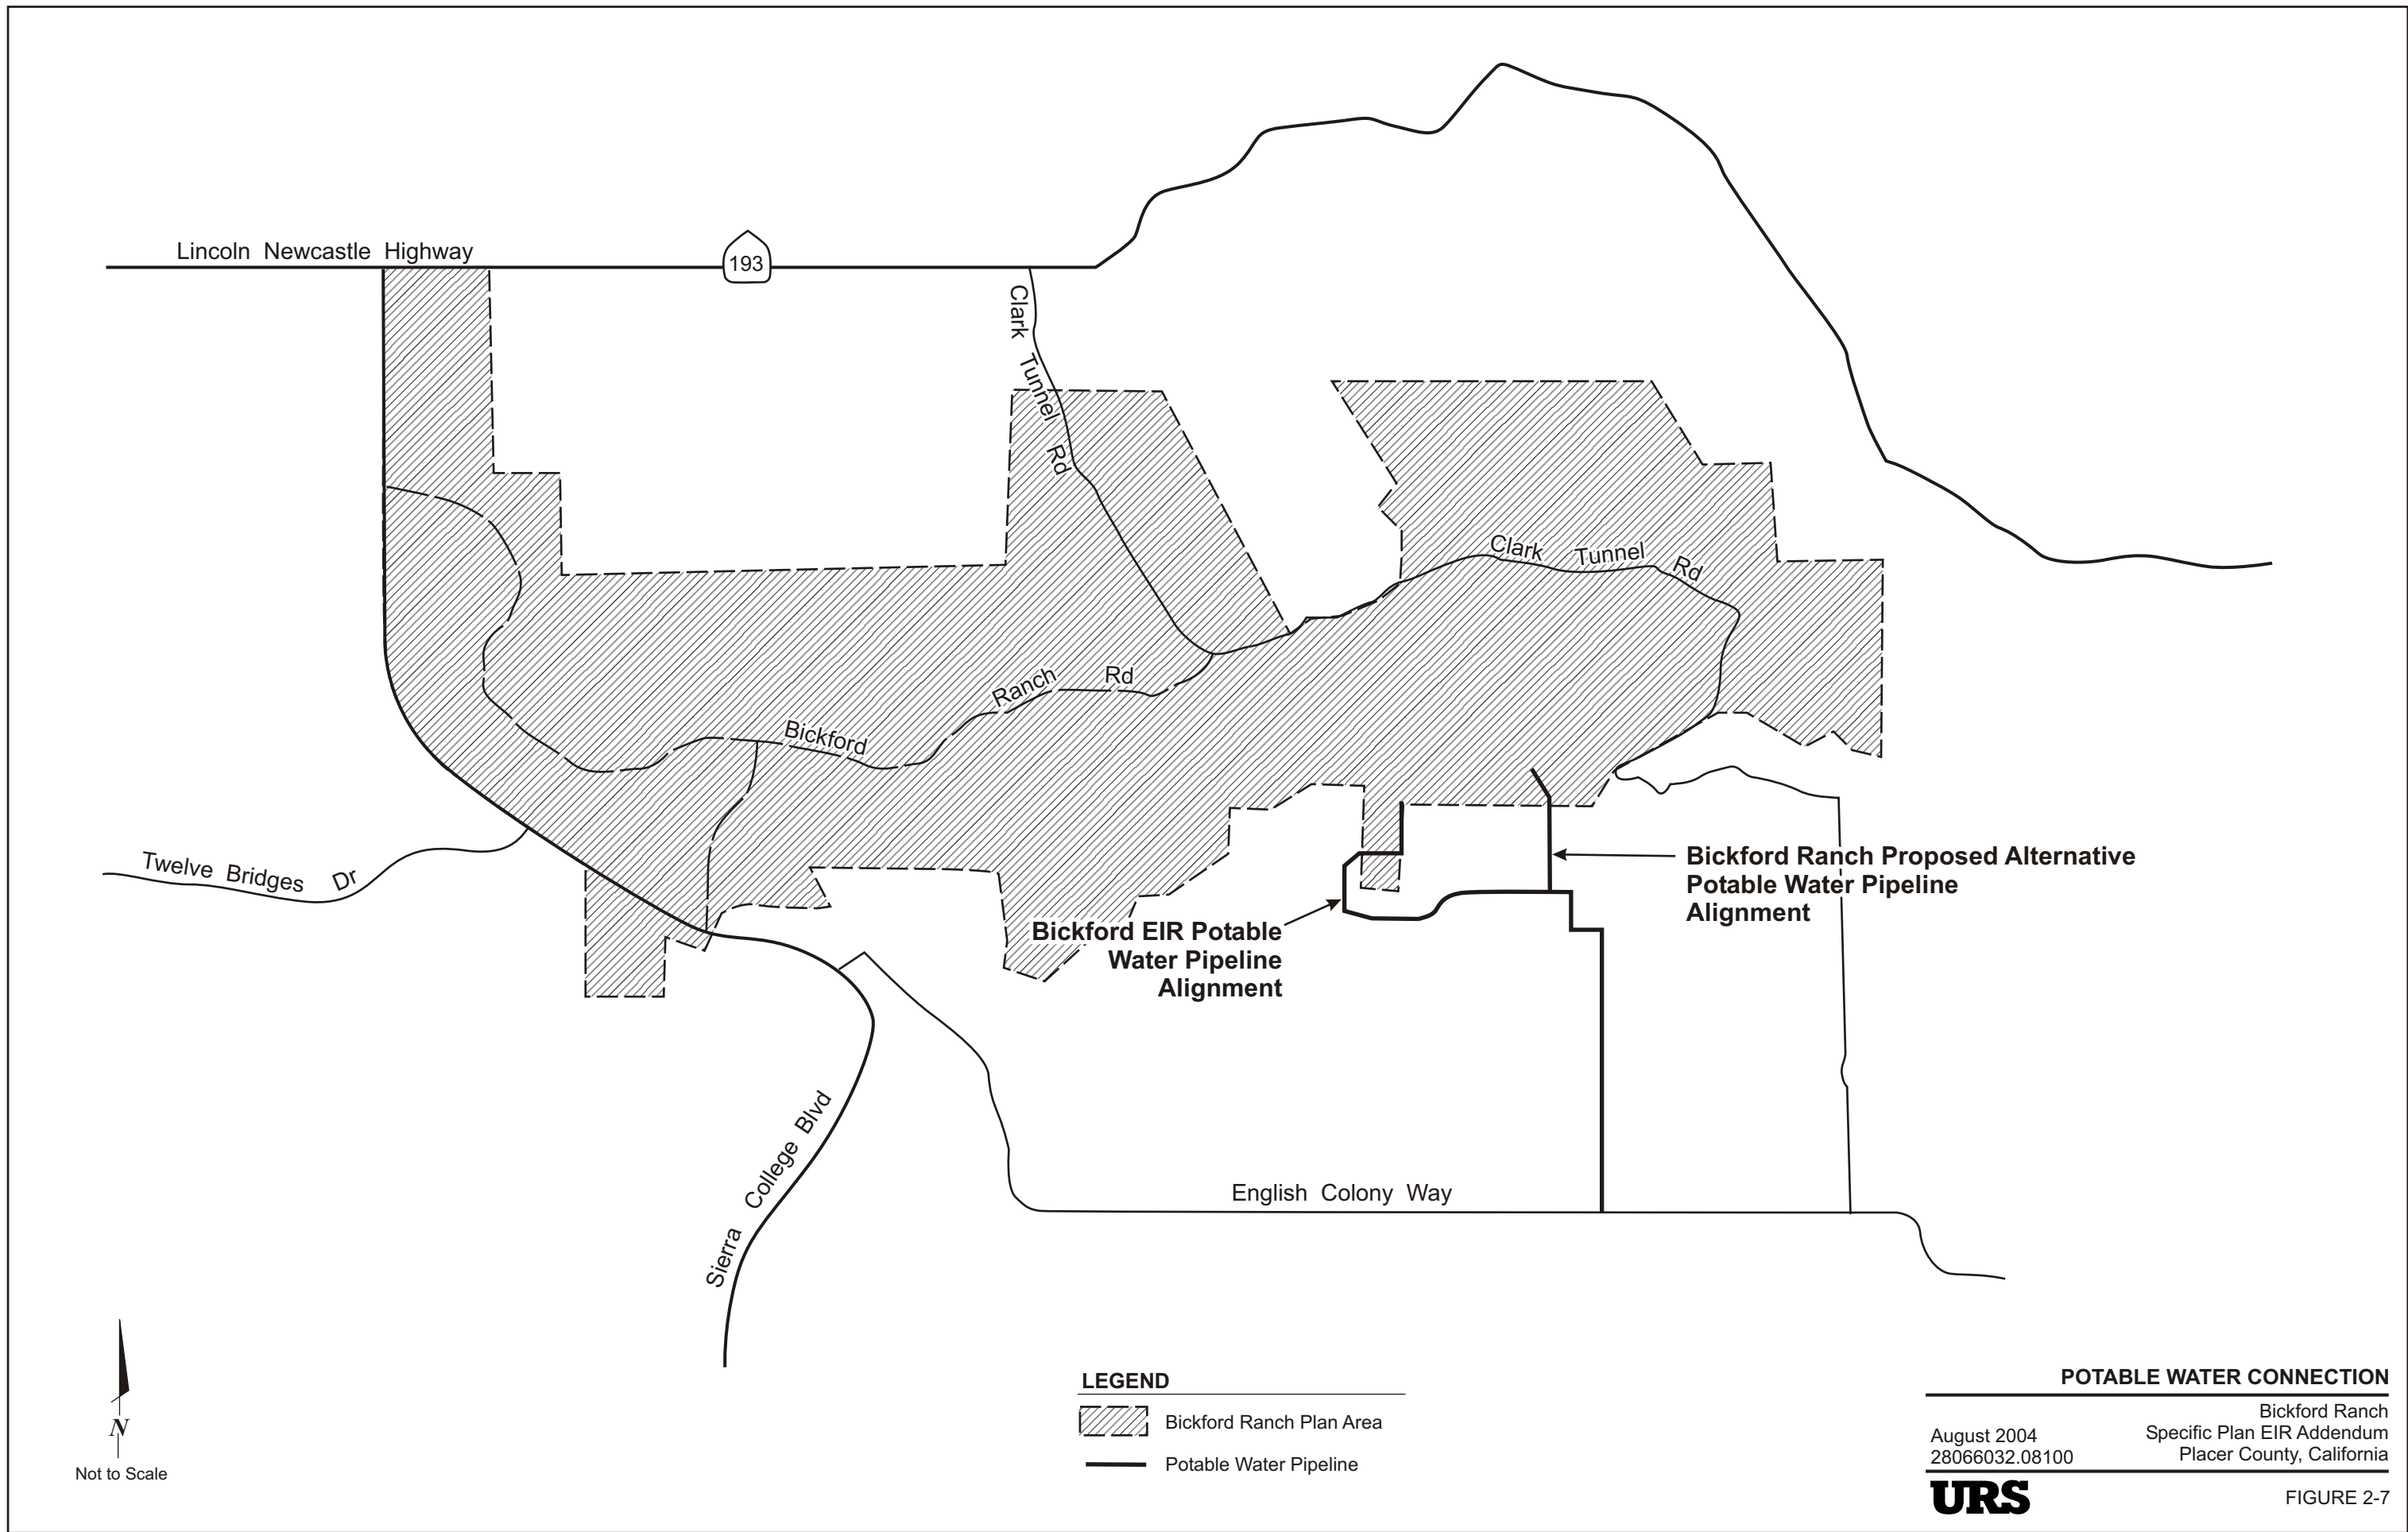 Lincoln Newcastle Highway
193
Clark Tunnel Rd
Clark Tunnel Rd
Bickford Ranch Rd
Twelve Bridges Dr
Bickford Ranch Proposed Alternative
Potable Water Pipeline
Alignment
Bickford EIR Potable
Water Pipeline
Alignment
Sierra College Blvd
English Colony Way
N
Not to Scale
LEGEND
Bickford Ranch Plan Area
Potable Water Pipeline
POTABLE WATER CONNECTION
Bickford Ranch
Specific Plan EIR Addendum
Placer County, California
August 2004
28066032.08100
URS
FIGURE 2-7